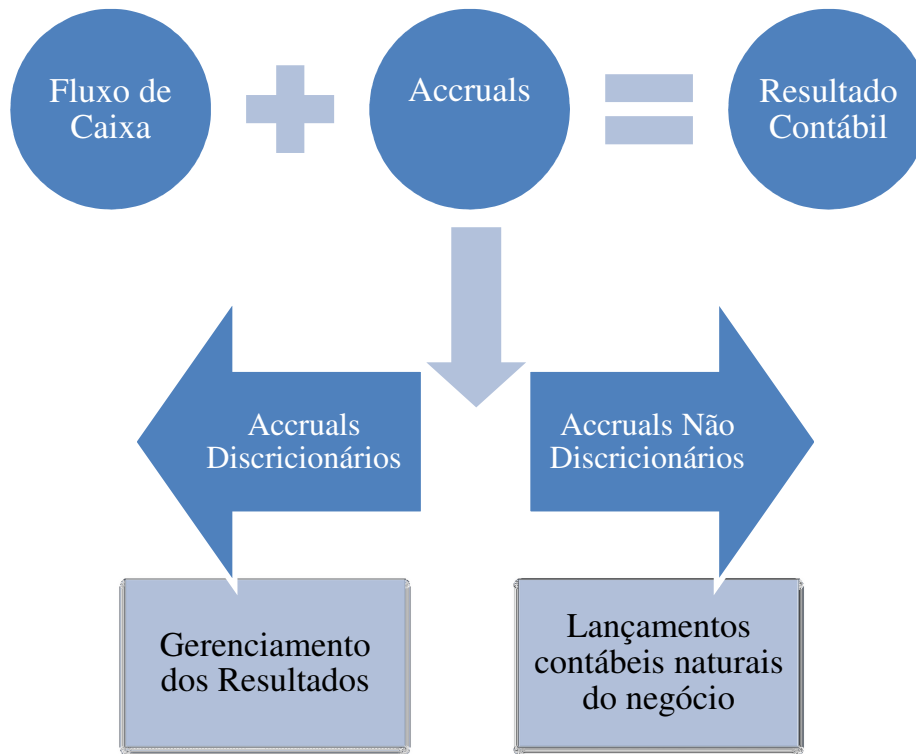 Fluxo de
Caixa
Accruals
Resultado
Contábil
Accruals
Discricionários
Accruals Não
Discricionários
Gerenciamento
dos Resultados
Lançamentos
contábeis naturais
do negócio